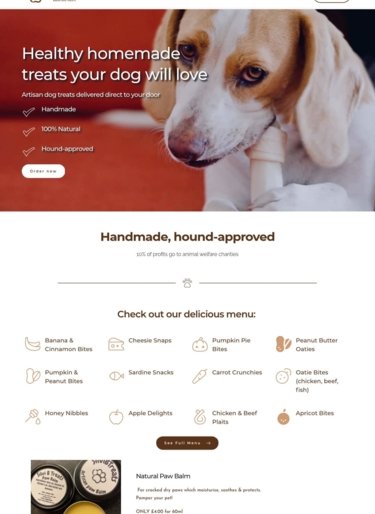 Healthy homemade
treats your dog will love
Artisan dog treats delivered direct to your door
Handmade
100% Natural
Hound-approved
Order now
Handmade, hound-approved
10% of profits go to animal welfare charities
Check out our delicious menu:
Banana &
Cinnamon Bites
Cheesie Snaps
Pumpkin Pie
Bites
Peanut Butter
Oaties
Pumpkin &
Peanut Bites
Sardine Snacks
Carrot Crunchies
Oatie Bites
(chicken, beef,
fish)
Honey Nibbles
Apple Delights
Chicken & Beef
Plaits
Apricot Bites
See Full Menu →
Natural Paw Balm
For cracked dry paws which moisturise, soothes & protects.
Pamper your pet!
ONLY £4.00 for 60ml